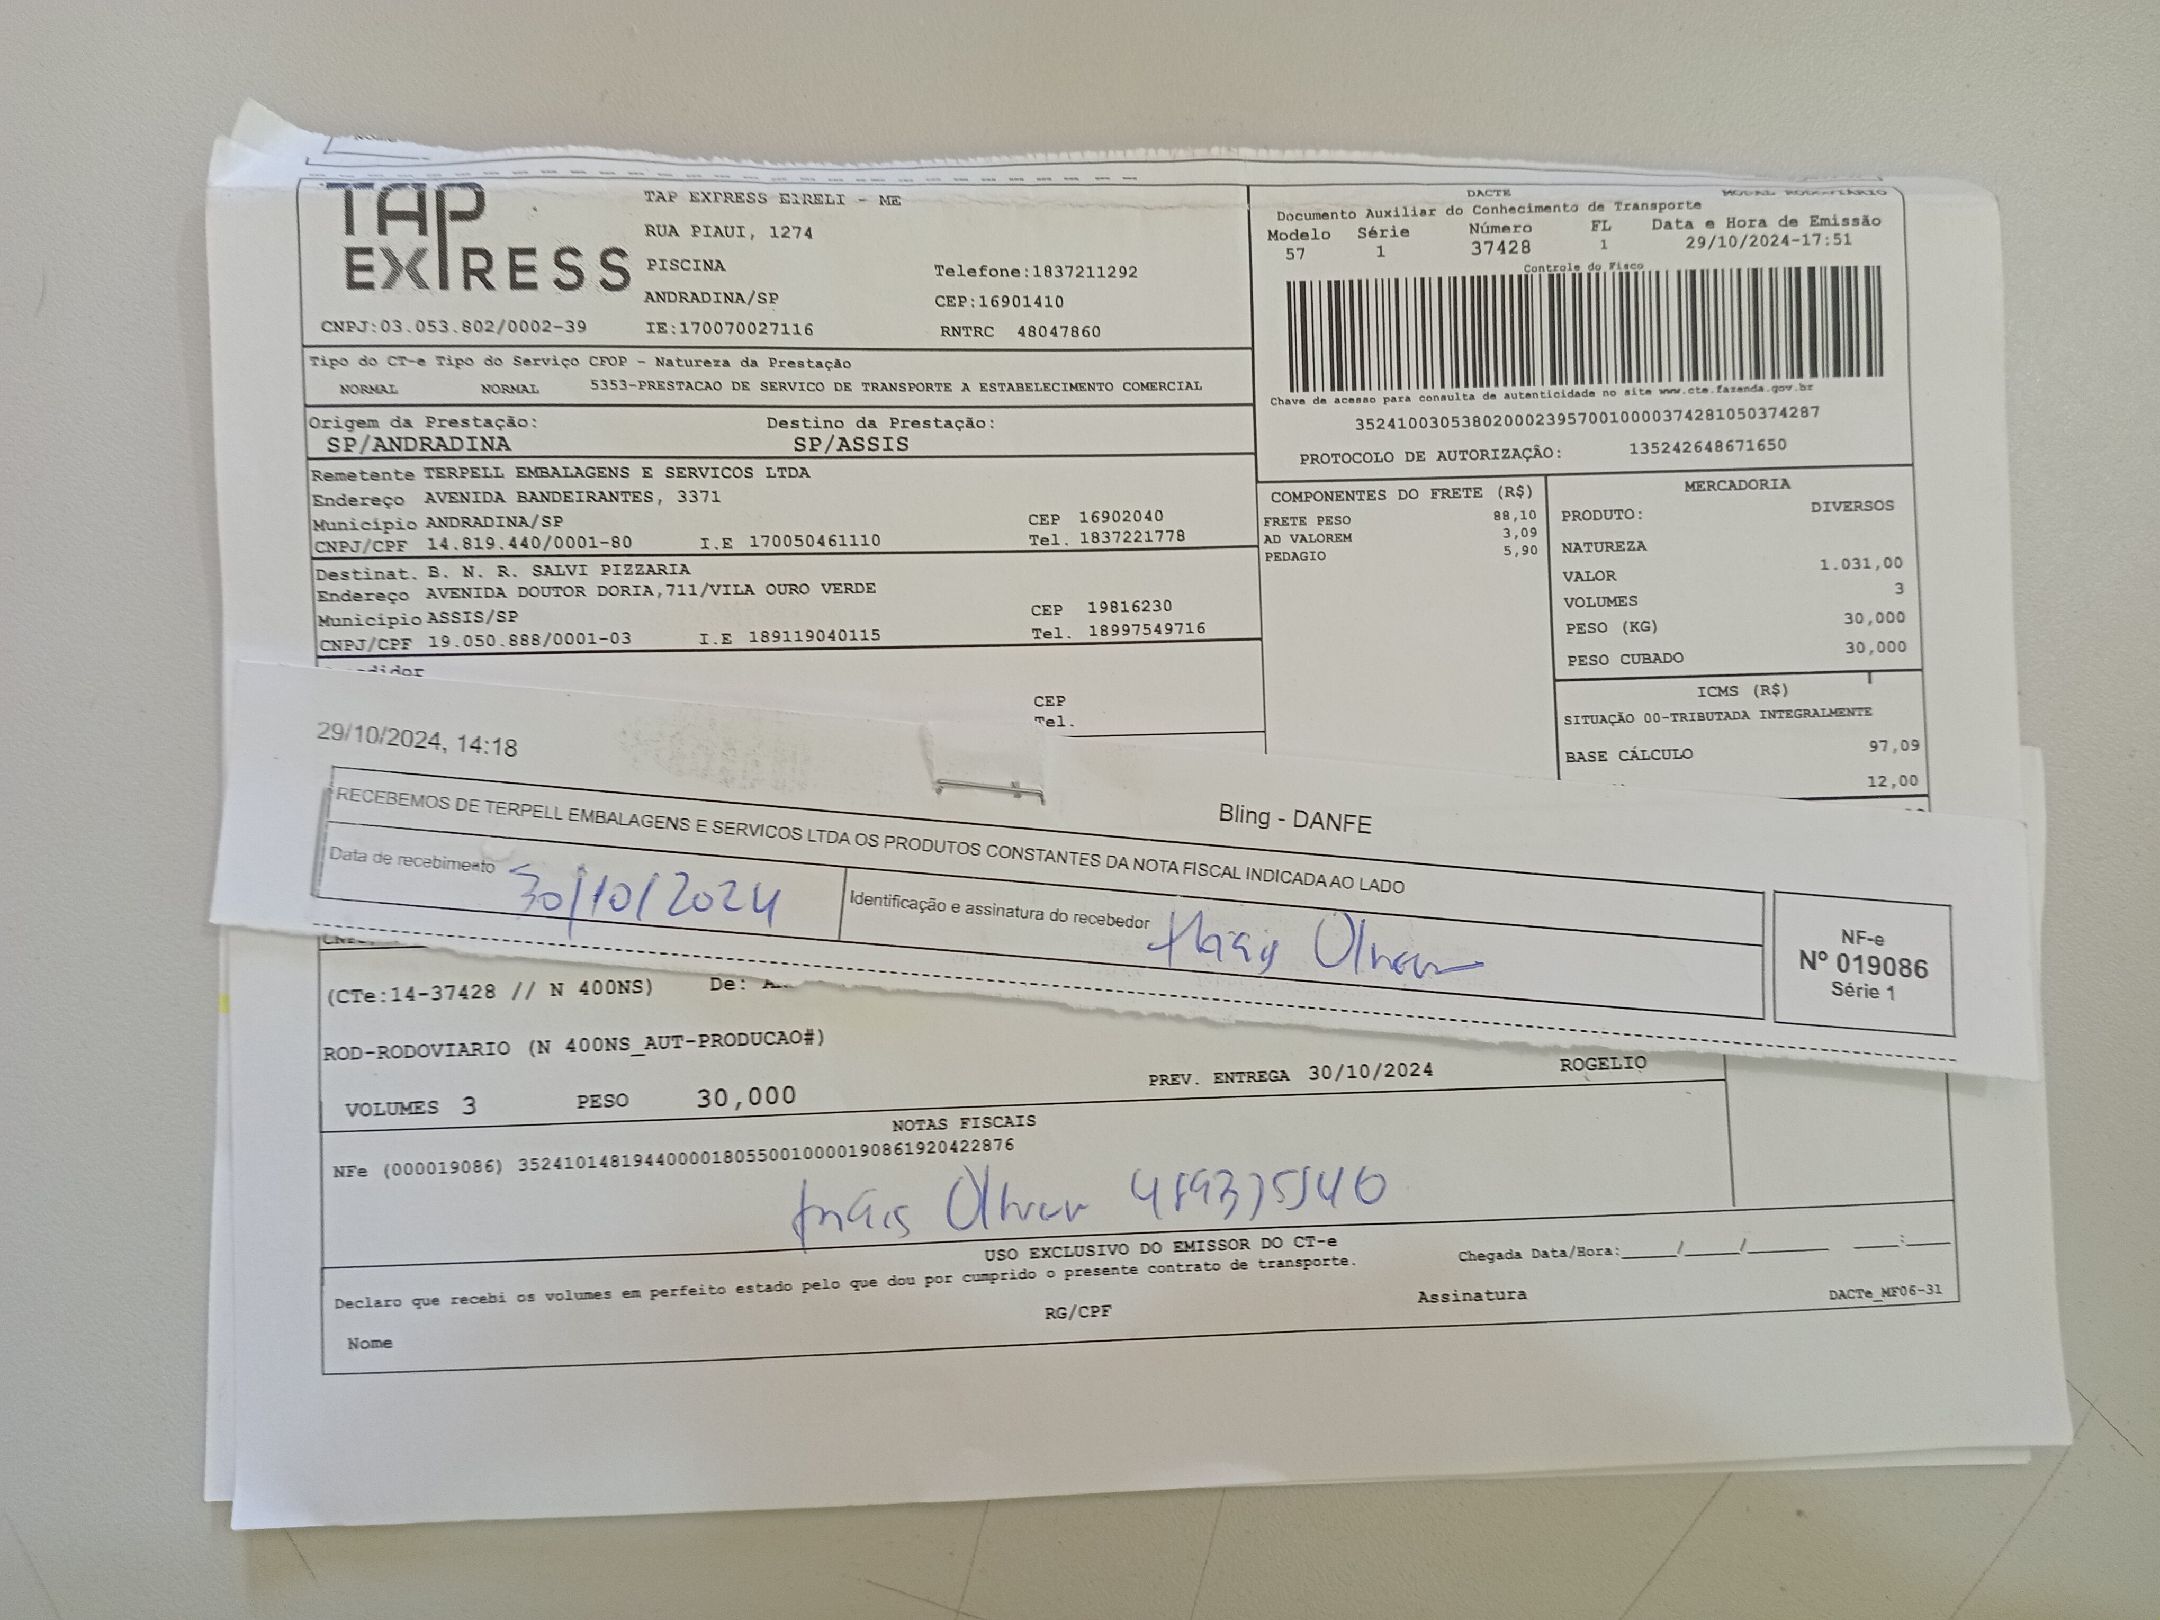 TAP EXPRESS
TAP EXPRESS EIRELI - ME
RUA PIAUI, 1274
PISCINA
Telefone:1837211292
ANDRADINA/SP
CEP:16901410
CNPJ:03.053.802/0002-39
IE:170070027116
RNTRC 48047860
DACTE
MODAL RODOVIÁRIO
Documento Auxiliar do Conhecimento de Transporte
Modelo Série Número FL Data e Hora de Emissão
57 1 37428 1 29/10/2024-17:51
Controle do Fisco
Chave de acesso para consulta de autenticidade no site www.cte.fazenda.gov.br
35241003053802000239570010000374281050374287
PROTOCOLO DE AUTORIZAÇÃO: 135242648671650
Tipo do CT-e Tipo do Serviço CFOP - Natureza da Prestação
NORMAL NORMAL 5353-PRESTACAO DE SERVICO DE TRANSPORTE A ESTABELECIMENTO COMERCIAL
Origem da Prestação: Destino da Prestação:
SP/ANDRADINA SP/ASSIS
Remetente TERPELL EMBALAGENS E SERVICOS LTDA
Endereço AVENIDA BANDEIRANTES, 3371
Município ANDRADINA/SP CEP 16902040
CNPJ/CPF 14.819.440/0001-80 I.E 170050461110 Tel. 1837221778
Destinat. B. N. R. SALVI PIZZARIA
Endereço AVENIDA DOUTOR DORIA,711/VILA OURO VERDE
Município ASSIS/SP CEP 19816230
CNPJ/CPF 19.050.888/0001-03 I.E 189119040115 Tel. 18997549716
CEP
Tel.
COMPONENTES DO FRETE (R$)
FRETE PESO 88,10
AD VALOREM 3,09
PEDAGIO 5,90
MERCADORIA
PRODUTO: DIVERSOS
NATUREZA
VALOR 1.031,00
VOLUMES 3
PESO (KG) 30,000
PESO CUBADO 30,000
ICMS (R$)
SITUAÇÃO 00-TRIBUTADA INTEGRALMENTE
BASE CÁLCULO 97,09
12,00
29/10/2024, 14:18
Bling - DANFE
RECEBEMOS DE TERPELL EMBALAGENS E SERVICOS LTDA OS PRODUTOS CONSTANTES DA NOTA FISCAL INDICADA AO LADO
Data de recebimento 30/10/2024
Identificação e assinatura do recebedor
NF-e
Nº 019086
Série 1
(CTe:14-37428 // N 400NS) De:
ROD-RODOVIARIO (N 400NS_AUT-PRODUCAO#)
VOLUMES 3 PESO 30,000 PREV. ENTREGA 30/10/2024 ROGELIO
NOTAS FISCAIS
NFe (000019086) 35241014819440000180550010000190861920422876
USO EXCLUSIVO DO EMISSOR DO CT-e
Chegada Data/Hora:____/____/______ ___:___
Declaro que recebi os volumes em perfeito estado pelo que dou por cumprido o presente contrato de transporte.
Nome RG/CPF Assinatura DACTe_MF06-31